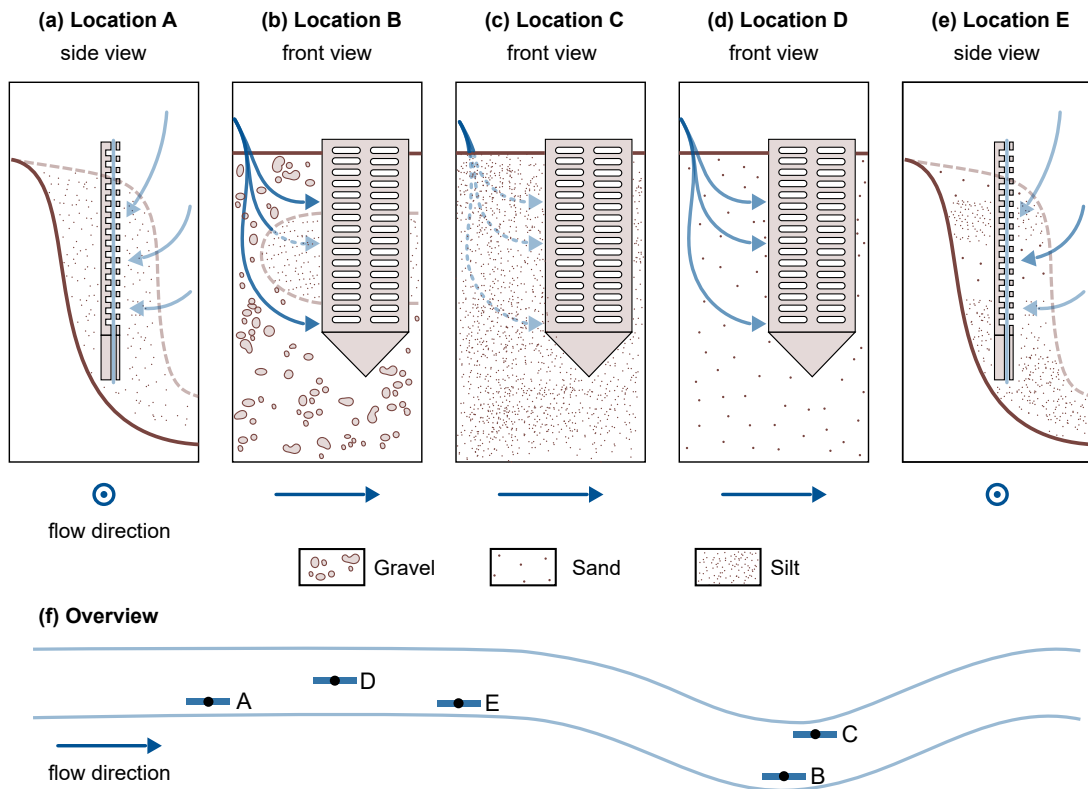 (a) Location A
side view
(b) Location B
front view
(c) Location C
front view
(d) Location D
front view
(e) Location E
side view
flow direction
Gravel
Sand
Silt
(f) Overview
A
D
E
C
B
flow direction